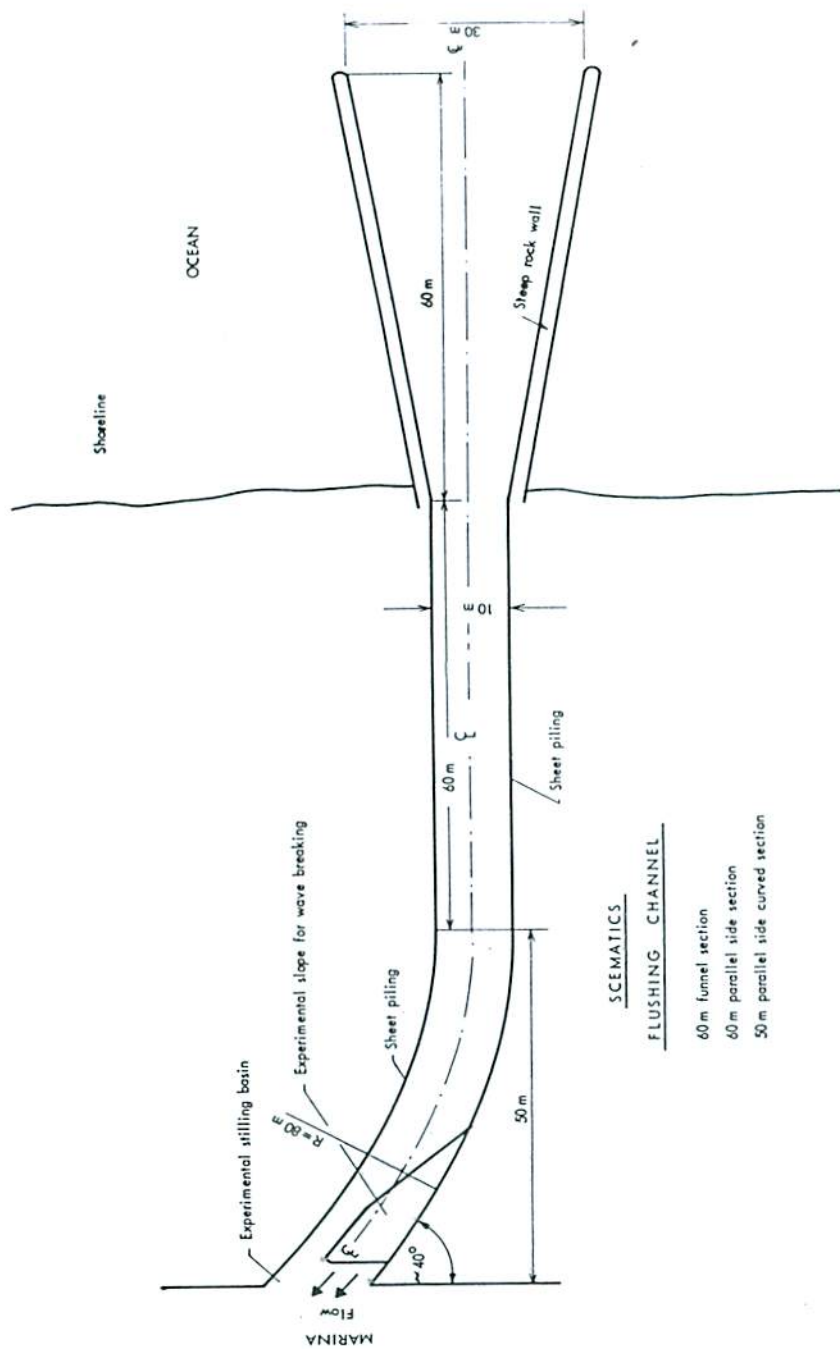 OCEAN
Shoreline
30 m
℄
60 m
Steep rock wall
10 m
60 m
℄
Sheet piling
Experimental slope for wave breaking
Sheet piling
Experimental stilling basin
R = 80 m
50 m
~ 40°
℄
Flow
MARINA
SCEMATICS
FLUSHING CHANNEL
60 m funnel section
60 m parallel side section
50 m parallel side curved section